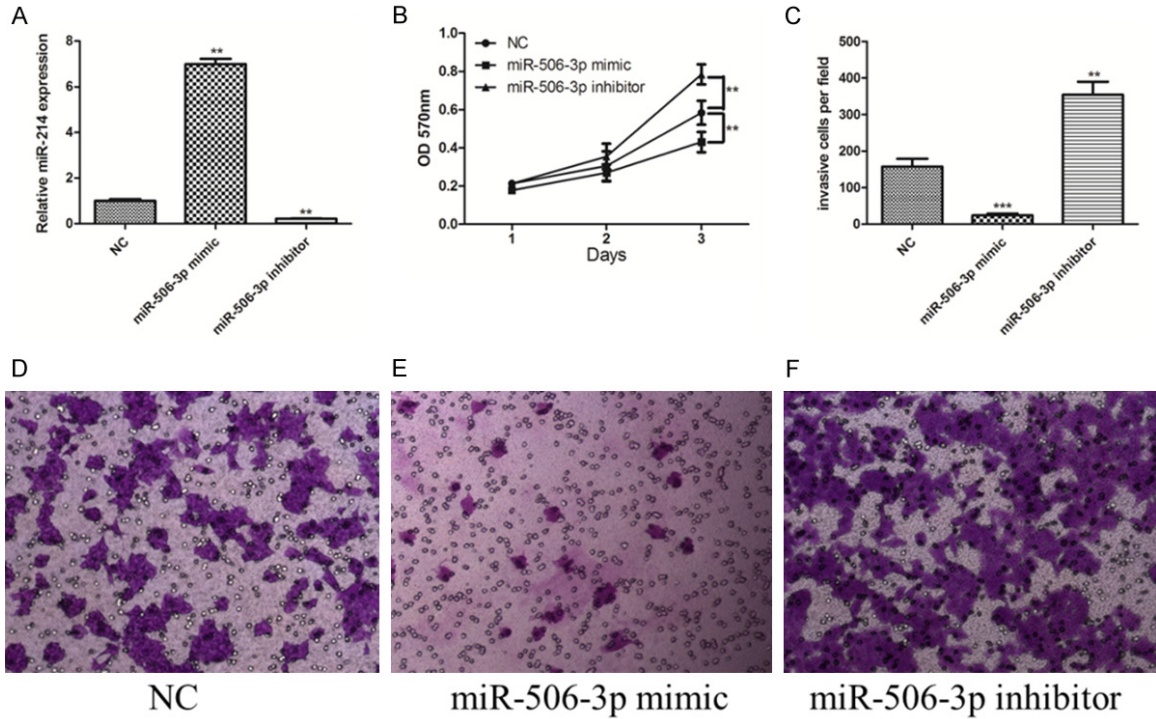 A
Relative miR-214 expression
8
6
4
2
0
**
**
NC
miR-506-3p mimic
miR-506-3p inhibitor
B
OD 570nm
1.0
0.8
0.6
0.4
0.2
0.0
NC
miR-506-3p mimic
miR-506-3p inhibitor
**
**
1 2 3
Days
C
invasive cells per field
500
400
300
200
100
0
***
**
NC
miR-506-3p mimic
miR-506-3p inhibitor
D
E
F
NC
miR-506-3p mimic
miR-506-3p inhibitor